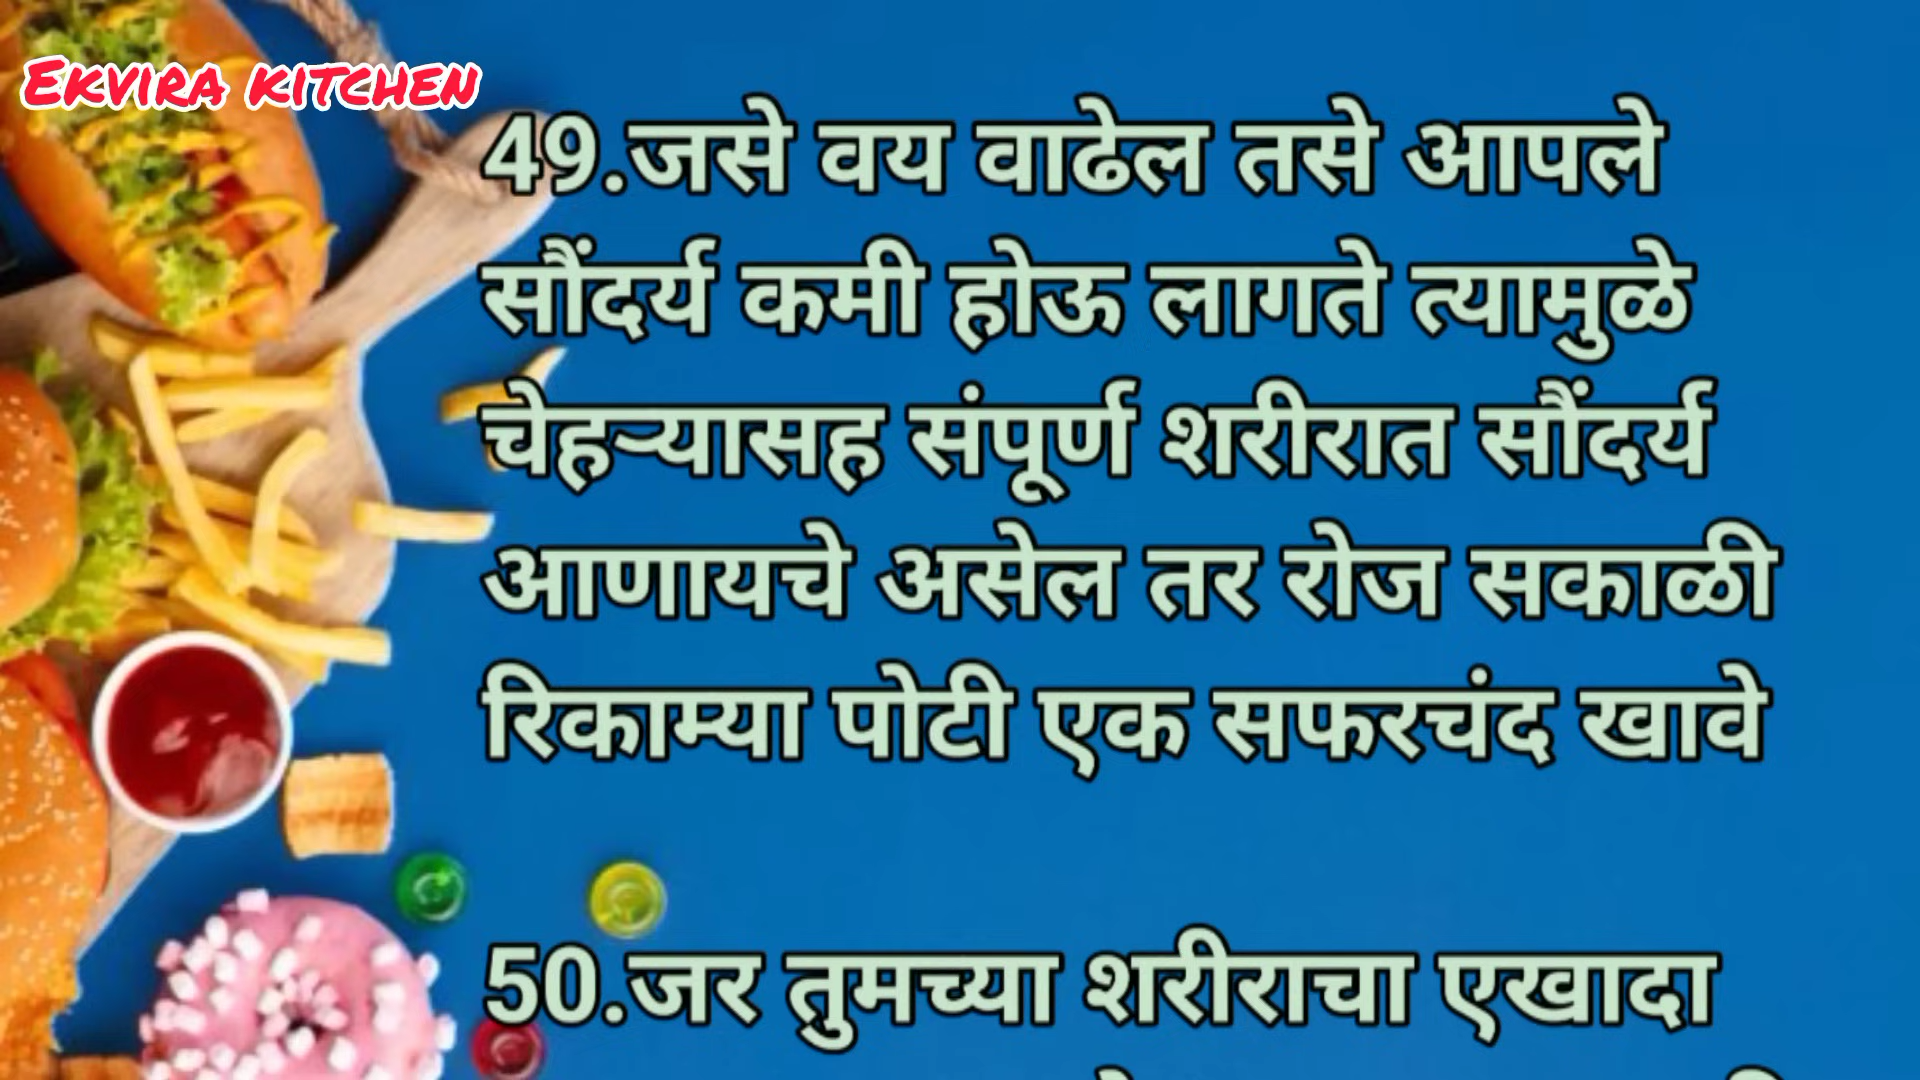 EKVIRA KITCHEN
49.जसे वय वाढेल तसे आपले
सौंदर्य कमी होऊ लागते त्यामुळे
चेहऱ्यासह संपूर्ण शरीरात सौंदर्य
आणायचे असेल तर रोज सकाळी
रिकाम्या पोटी एक सफरचंद खावे
50.जर तुमच्या शरीराचा एखादा